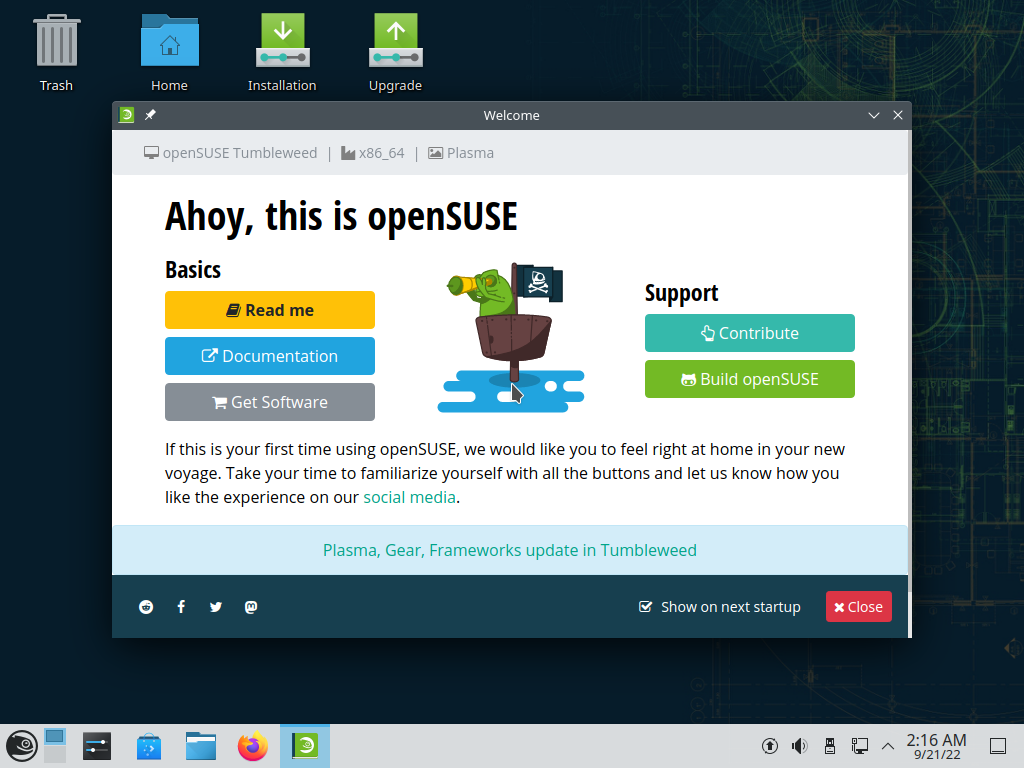 Trash
Home
Installation
Upgrade
Welcome
openSUSE Tumbleweed | x86_64 | Plasma
Ahoy, this is openSUSE
Basics
Read me
Documentation
Get Software
Support
Contribute
Build openSUSE
If this is your first time using openSUSE, we would like you to feel right at home in your new
voyage. Take your time to familiarize yourself with all the buttons and let us know how you
like the experience on our social media.
Plasma, Gear, Frameworks update in Tumbleweed
Show on next startup
Close
2:16 AM
9/21/22